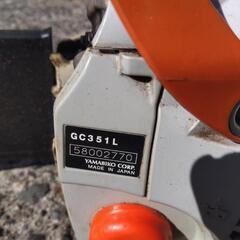 GC351L
58002770
YAMABIKO CORP.
MADE IN JAPAN